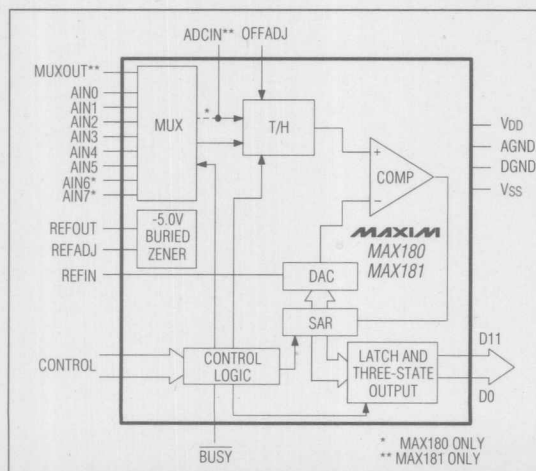 ADCIN** OFFADJ
MUXOUT**
AIN0
AIN1
AIN2
AIN3
AIN4
AIN5
AIN6*
AIN7*
MUX
*
T/H
+
COMP
−
VDD
AGND
DGND
VSS
REFOUT
REFADJ
-5.0V
BURIED
ZENER
MAXIM
MAX180
MAX181
REFIN
DAC
SAR
CONTROL
CONTROL
LOGIC
LATCH AND
THREE-STATE
OUTPUT
D11
D0
BUSY
* MAX180 ONLY
** MAX181 ONLY